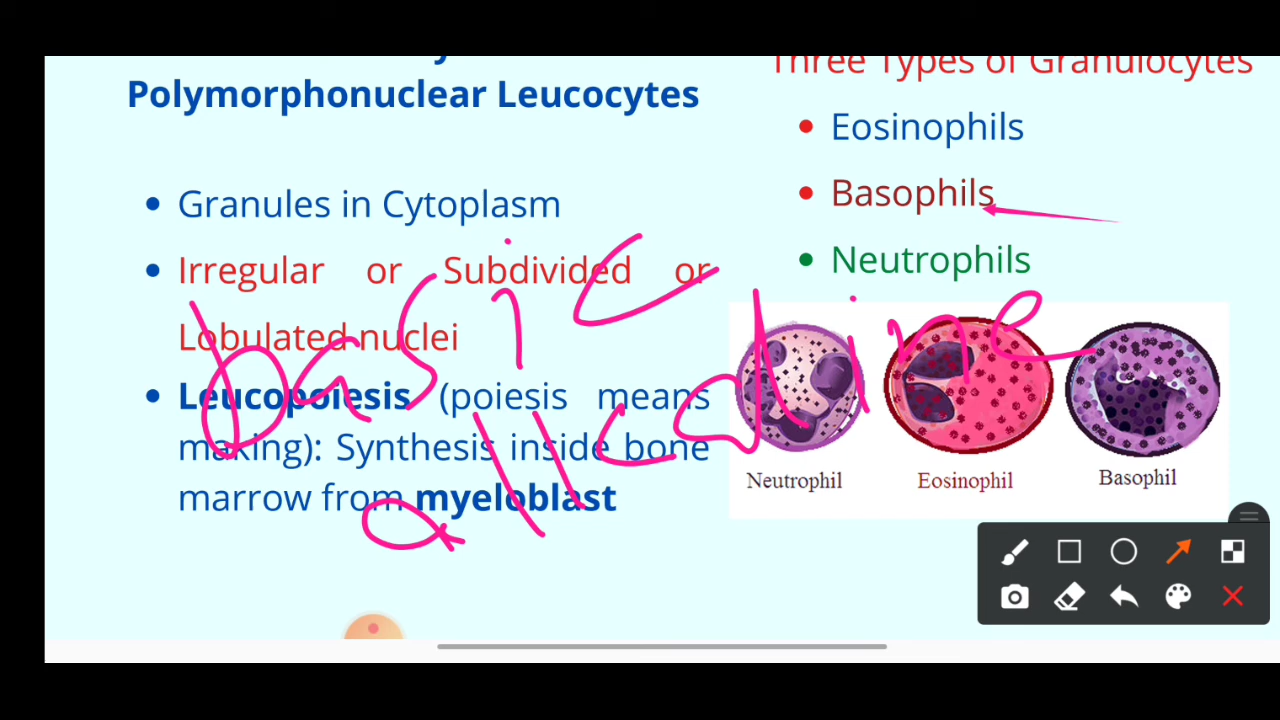 Polymorphonuclear Leucocytes
Granules in Cytoplasm
Irregular or Subdivided or
Lobulated nuclei
Leucopoiesis (poiesis means
making): Synthesis inside bone
marrow from myeloblast
Three Types of Granulocytes
Eosinophils
Basophils
Neutrophils
Neutrophil Eosinophil Basophil
basic